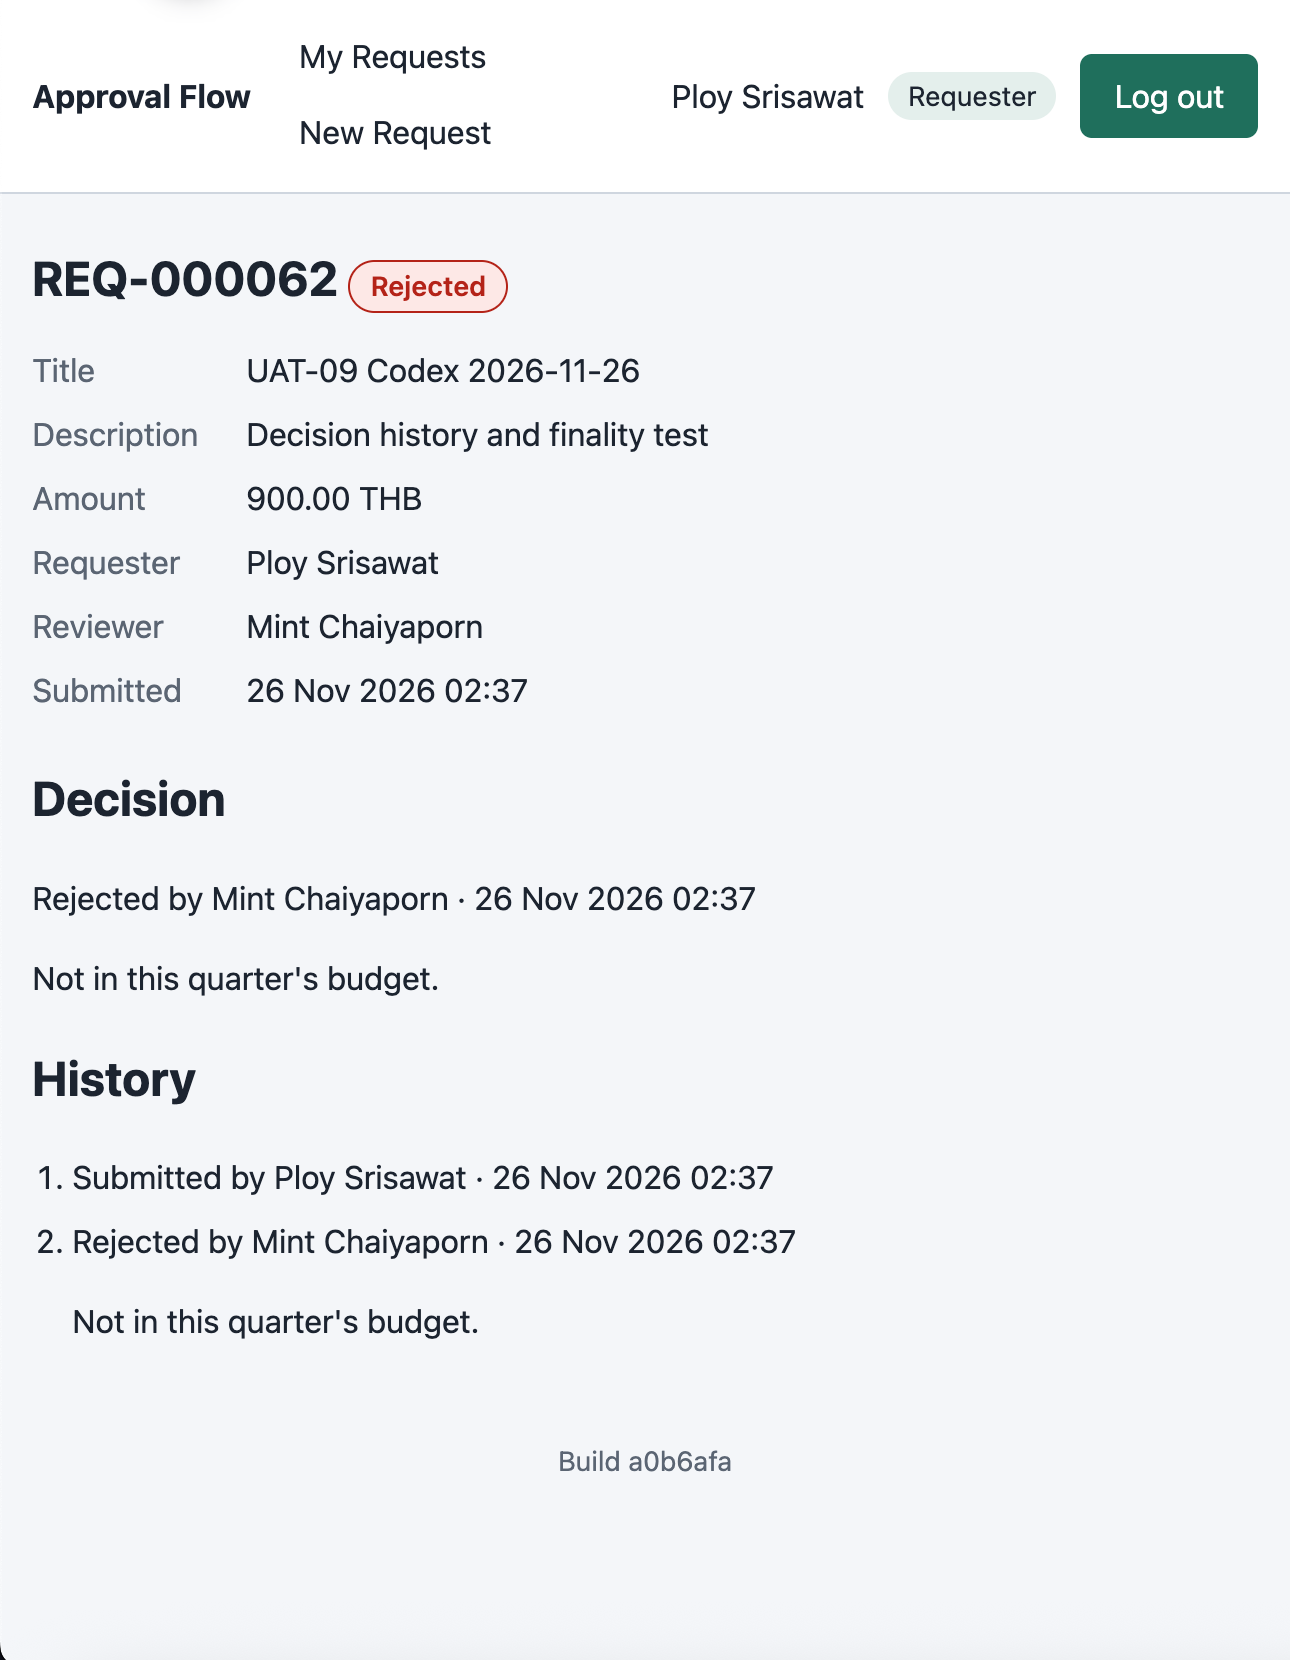 Approval Flow
My Requests
New Request
Ploy Srisawat
Requester
Log out
REQ-000062 Rejected
Title UAT-09 Codex 2026-11-26
Description Decision history and finality test
Amount 900.00 THB
Requester Ploy Srisawat
Reviewer Mint Chaiyaporn
Submitted 26 Nov 2026 02:37
Decision
Rejected by Mint Chaiyaporn · 26 Nov 2026 02:37
Not in this quarter's budget.
History
1. Submitted by Ploy Srisawat · 26 Nov 2026 02:37
2. Rejected by Mint Chaiyaporn · 26 Nov 2026 02:37
Not in this quarter's budget.
Build a0b6afa